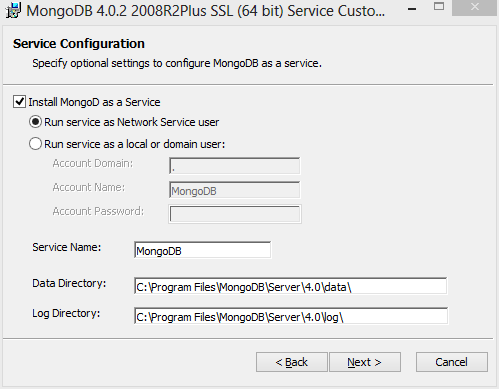 MongoDB 4.0.2 2008R2Plus SSL (64 bit) Service Custo...
Service Configuration
Specify optional settings to configure MongoDB as a service.
Install MongoD as a Service
Run service as Network Service user
Run service as a local or domain user:
Account Domain: .
Account Name: MongoDB
Account Password:
Service Name: MongoDB
Data Directory: C:\Program Files\MongoDB\Server\4.0\data\
Log Directory: C:\Program Files\MongoDB\Server\4.0\log\
< Back Next > Cancel